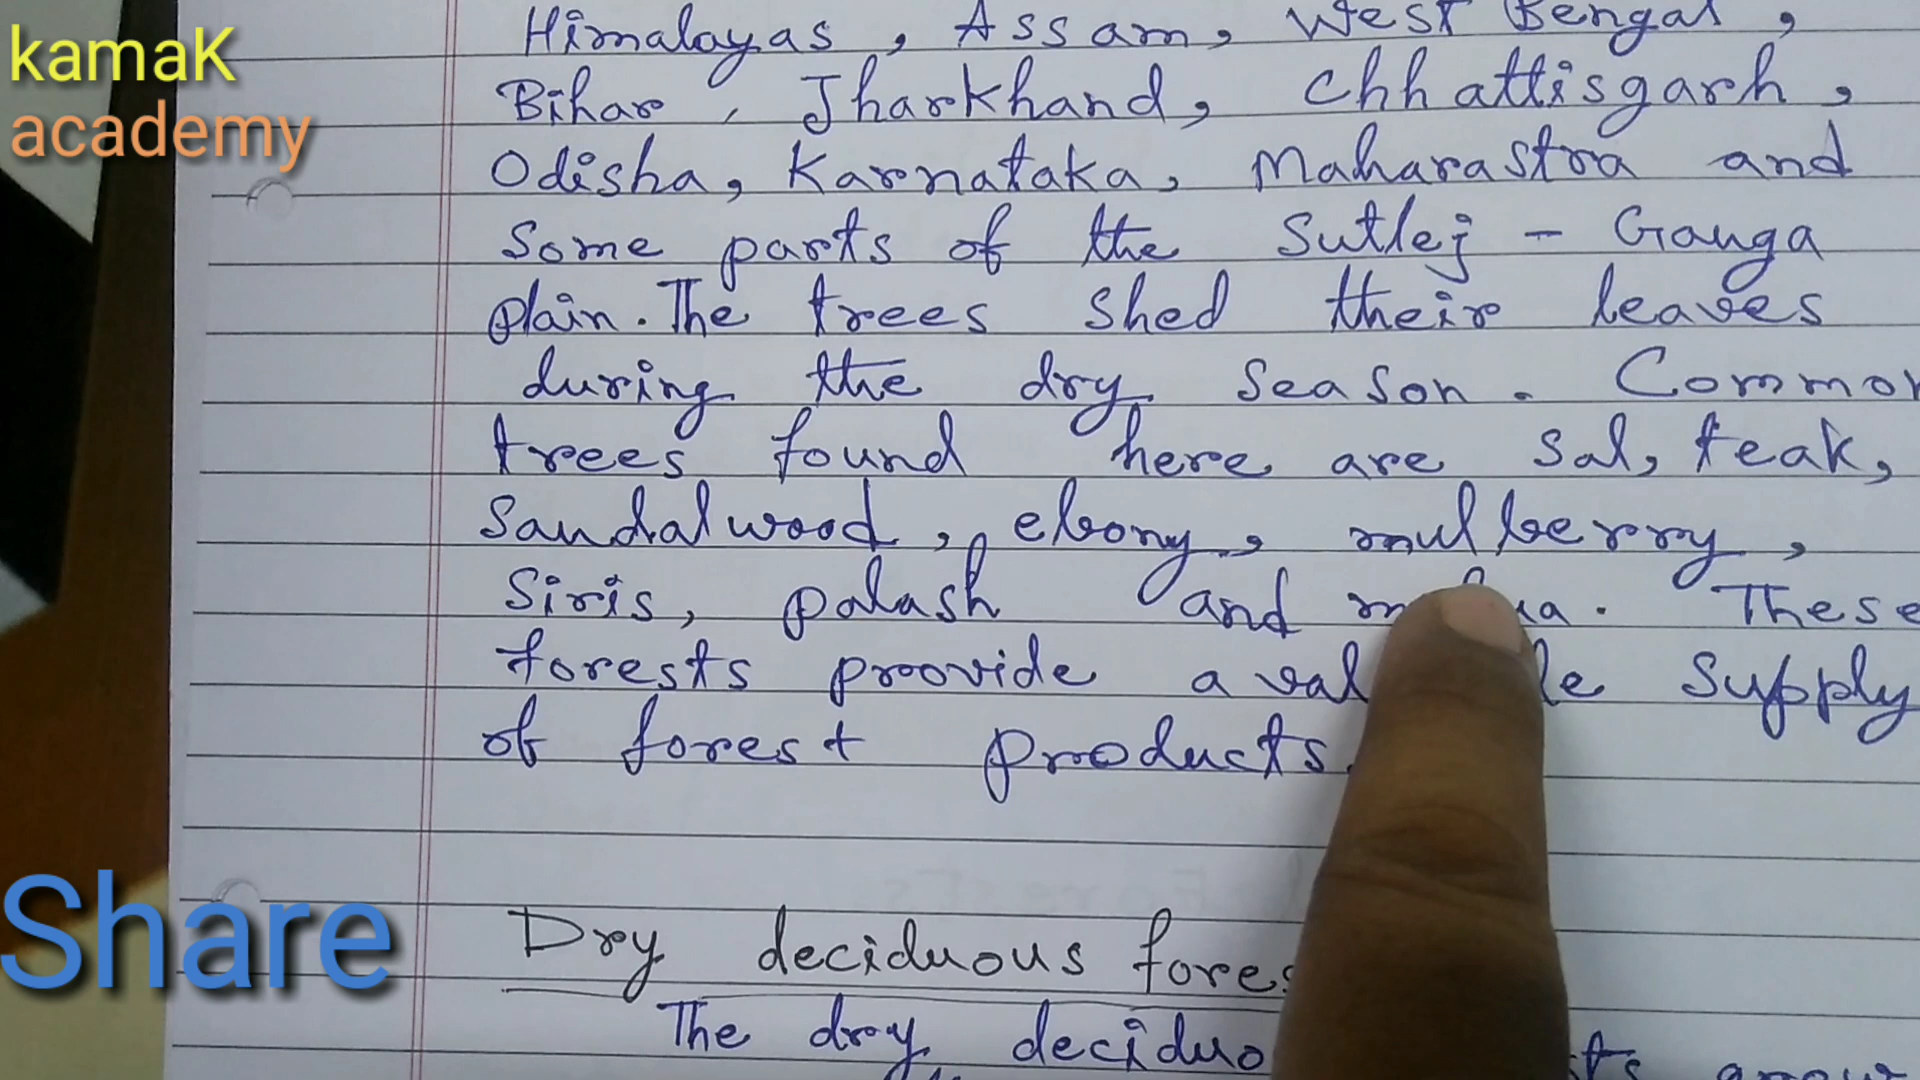 kamaK
academy
Himalayas, Assam, West Bengal,
Bihar, Jharkhand, Chhattisgarh,
Odisha, Karnataka, Maharastra and
Some parts of the Sutlej - Ganga
plain. The trees shed their leaves
during the dry season. Common
trees found here are Sal, teak,
Sandalwood, ebony, mulberry,
Siris, palash and These
forests provide a supply
of forest products.
Share
Dry deciduous
The dry